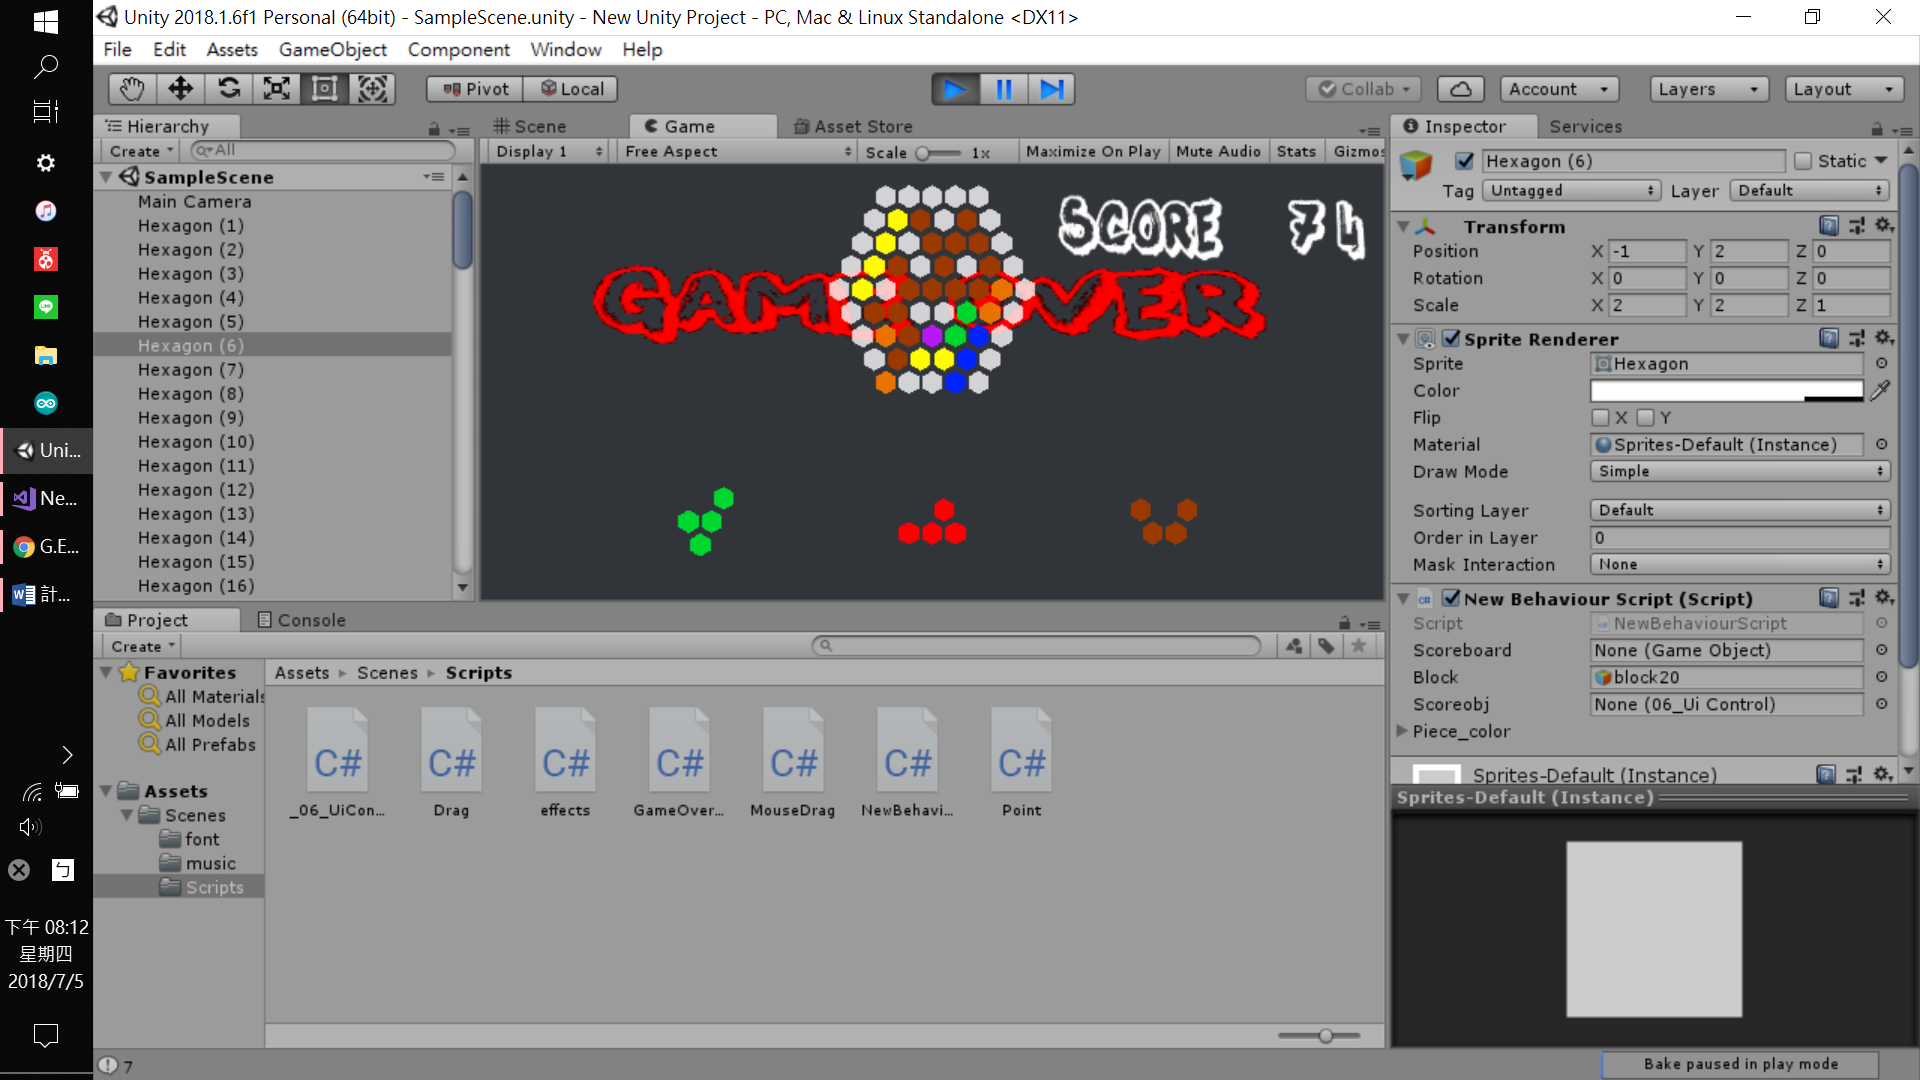 Unity 2018.1.6f1 Personal (64bit) - SampleScene.unity - New Unity Project - PC, Mac & Linux Standalone <DX11>
File Edit Assets GameObject Component Window Help
Pivot Local Collab Account Layers Layout
Hierarchy
Create All
SampleScene
Main Camera
Hexagon (1)
Hexagon (2)
Hexagon (3)
Hexagon (4)
Hexagon (5)
Hexagon (6)
Hexagon (7)
Hexagon (8)
Hexagon (9)
Hexagon (10)
Hexagon (11)
Hexagon (12)
Hexagon (13)
Hexagon (14)
Hexagon (15)
Hexagon (16)
Scene Game Asset Store
Display 1 Free Aspect Scale 1x Maximize On Play Mute Audio Stats Gizmos
SCORE 74
GAME OVER
Inspector Services
Hexagon (6) Static
Tag Untagged Layer Default
Transform
Position X -1 Y 2 Z 0
Rotation X 0 Y 0 Z 0
Scale X 2 Y 2 Z 1
Sprite Renderer
Sprite Hexagon
Color
Flip X Y
Material Sprites-Default (Instance)
Draw Mode Simple
Sorting Layer Default
Order in Layer 0
Mask Interaction None
New Behaviour Script (Script)
Script NewBehaviourScript
Scoreboard None (Game Object)
Block block20
Scoreobj None (06_Ui Control)
Piece_color
Sprites-Default (Instance)
Sprites-Default (Instance)
Project Console
Create
Favorites
All Materials
All Models
All Prefabs
Assets
Scenes
font
music
Scripts
Assets ▸ Scenes ▸ Scripts
C# C# C# C# C# C# C#
_06_UiCon... Drag effects GameOver... MouseDrag NewBehavi... Point
7
Bake paused in play mode
Uni...
Ne...
G.E...
計...
ㄅ
下午 08:12
星期四
2018/7/5